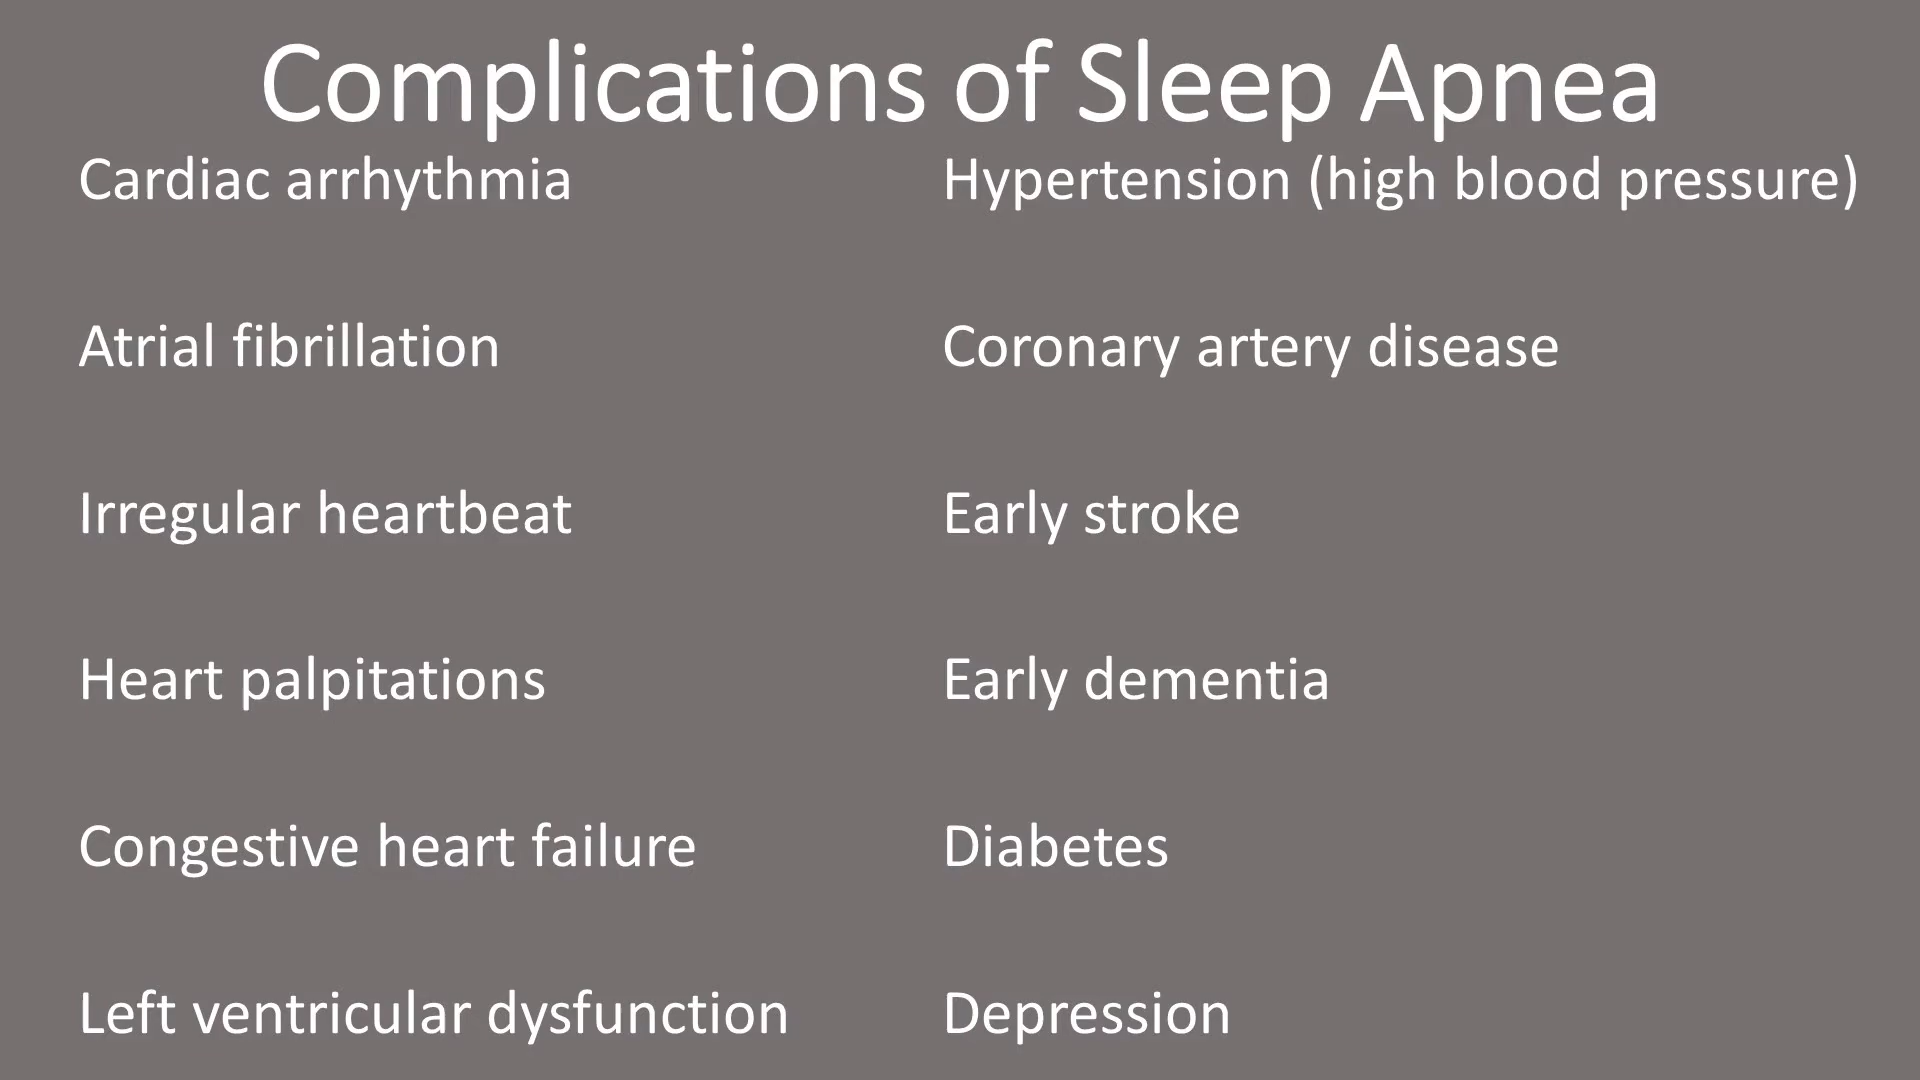 Complications of Sleep Apnea
Cardiac arrhythmia
Atrial fibrillation
Irregular heartbeat
Heart palpitations
Congestive heart failure
Left ventricular dysfunction
Hypertension (high blood pressure)
Coronary artery disease
Early stroke
Early dementia
Diabetes
Depression